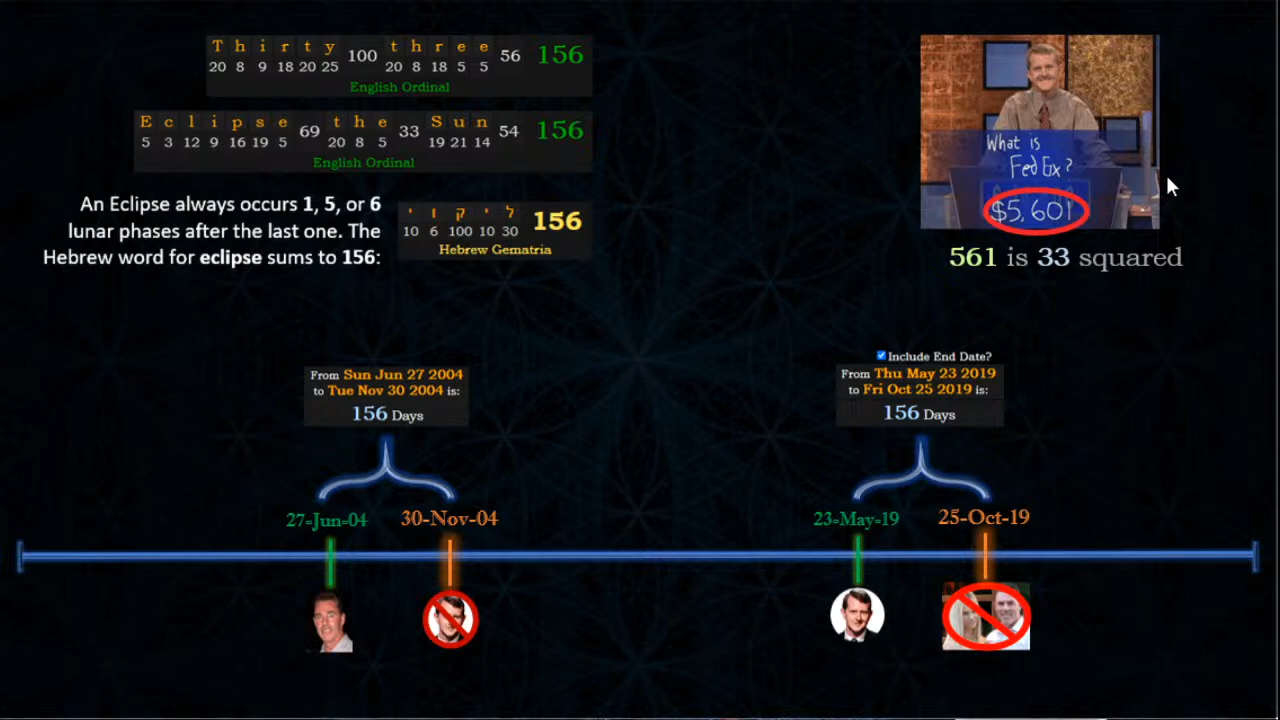 T h i r t y 100 t h r e e 56 156
20 8 9 18 20 25 20 8 18 5 5
English Ordinal
E c l i p s e 69 t h e 33 S u n 54 156
5 3 12 9 16 19 5 20 8 5 19 21 14
English Ordinal
An Eclipse always occurs 1, 5, or 6
lunar phases after the last one. The
Hebrew word for eclipse sums to 156:
י ו ק י ל 156
10 6 100 10 30
Hebrew Gematria
What is
FedEx?
$5,601
561 is 33 squared
From Sun Jun 27 2004
to Tue Nov 30 2004 is:
156 Days
Include End Date?
From Thu May 23 2019
to Fri Oct 25 2019 is:
156 Days
27-Jun-04
30-Nov-04
23-May-19
25-Oct-19